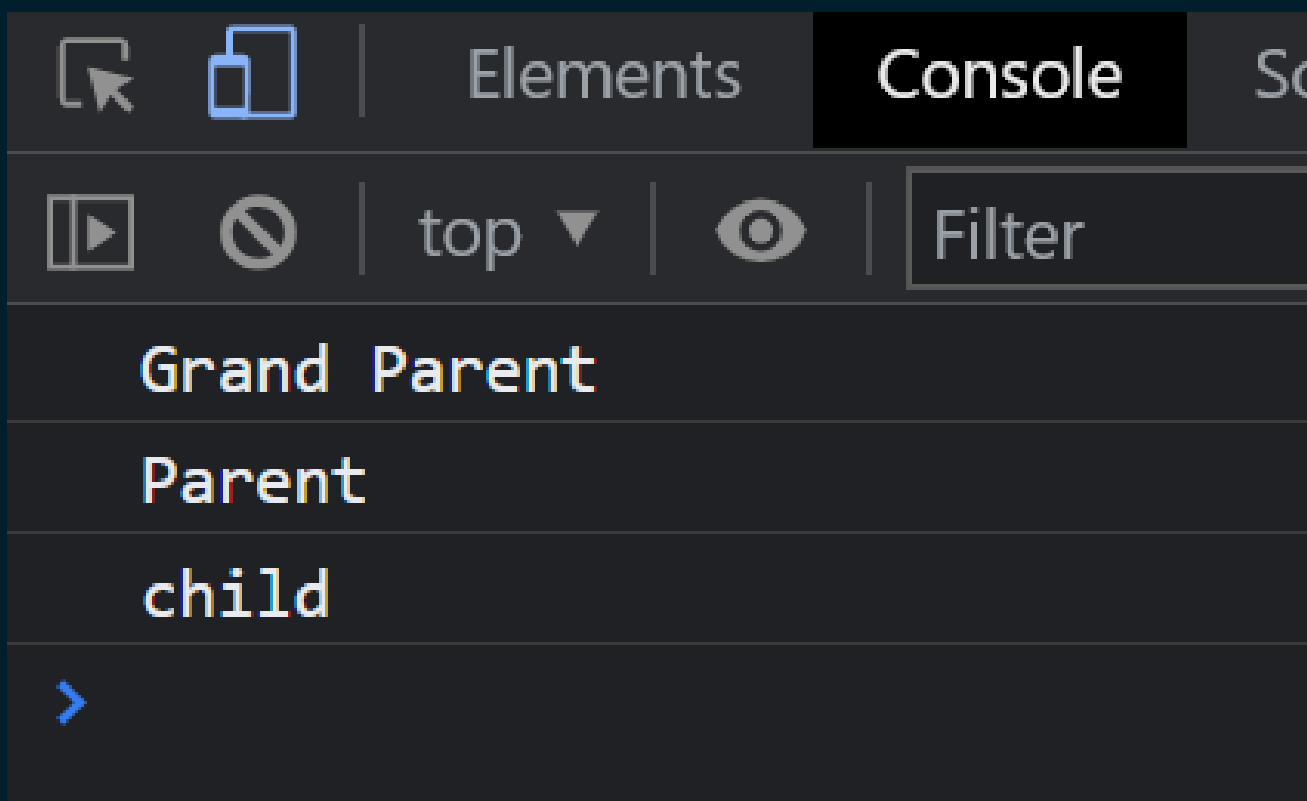 Elements Console
top Filter
Grand Parent
Parent
child